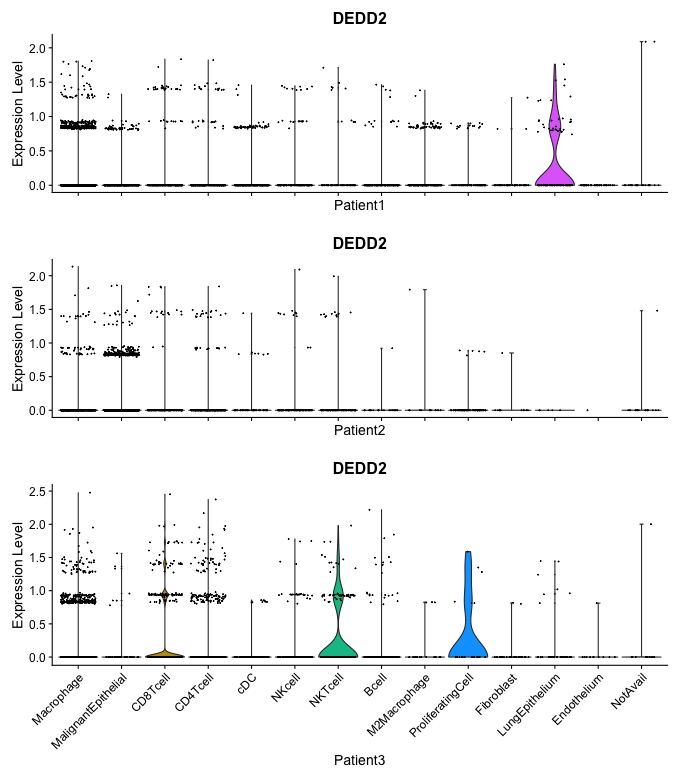 DEDD2
Expression Level
2.0
1.5
1.0
0.5
0.0
Patient1
DEDD2
Expression Level
2.0
1.5
1.0
0.5
0.0
Patient2
DEDD2
Expression Level
2.5
2.0
1.5
1.0
0.5
0.0
Macrophage
MalignantEpithelial
CD8Tcell
CD4Tcell
cDC
NKcell
NKTcell
Bcell
M2Macrophage
ProliferatingCell
Fibroblast
LungEpithelium
Endothelium
NotAvail
Patient3